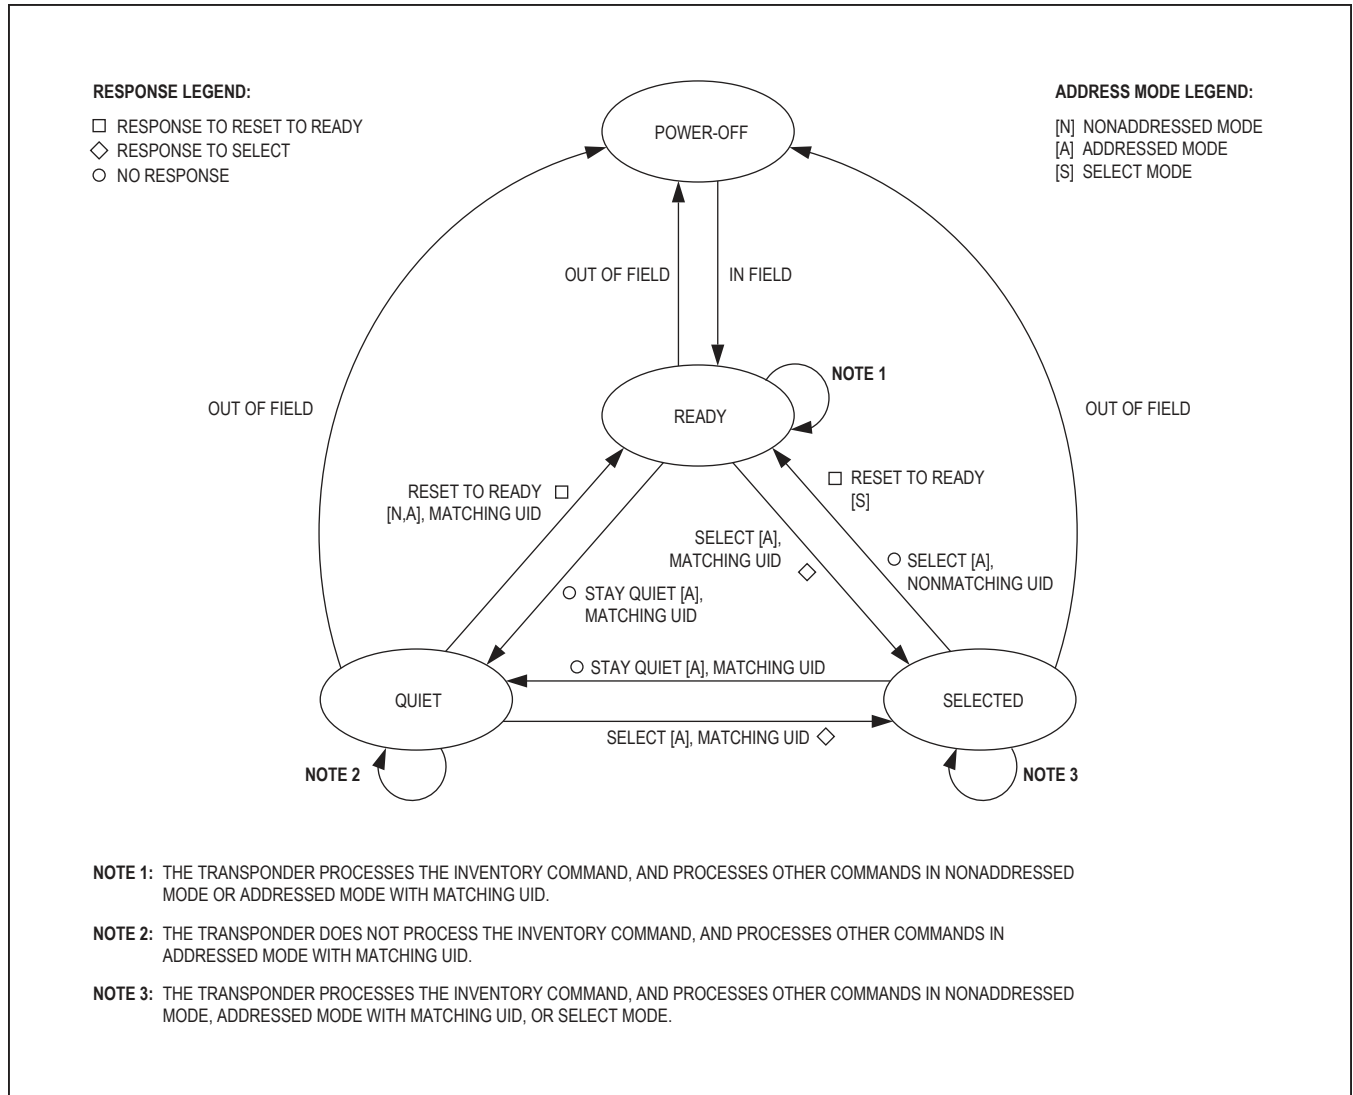 RESPONSE LEGEND:
□ RESPONSE TO RESET TO READY
◇ RESPONSE TO SELECT
○ NO RESPONSE
ADDRESS MODE LEGEND:
[N] NONADDRESSED MODE
[A] ADDRESSED MODE
[S] SELECT MODE
POWER-OFF
OUT OF FIELD
IN FIELD
NOTE 1
OUT OF FIELD
OUT OF FIELD
READY
RESET TO READY □
[N,A], MATCHING UID
□ RESET TO READY
[S]
SELECT [A],
MATCHING UID
◇
○ SELECT [A],
NONMATCHING UID
○ STAY QUIET [A],
MATCHING UID
○ STAY QUIET [A], MATCHING UID
QUIET
SELECTED
SELECT [A], MATCHING UID ◇
NOTE 2
NOTE 3
NOTE 1: THE TRANSPONDER PROCESSES THE INVENTORY COMMAND, AND PROCESSES OTHER COMMANDS IN NONADDRESSED
MODE OR ADDRESSED MODE WITH MATCHING UID.
NOTE 2: THE TRANSPONDER DOES NOT PROCESS THE INVENTORY COMMAND, AND PROCESSES OTHER COMMANDS IN
ADDRESSED MODE WITH MATCHING UID.
NOTE 3: THE TRANSPONDER PROCESSES THE INVENTORY COMMAND, AND PROCESSES OTHER COMMANDS IN NONADDRESSED
MODE, ADDRESSED MODE WITH MATCHING UID, OR SELECT MODE.